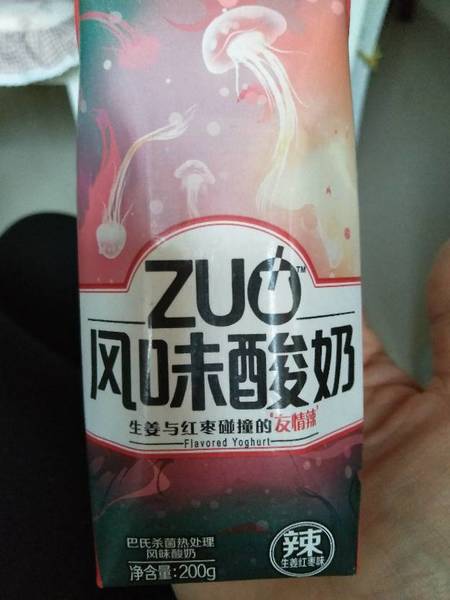 ZUO™
风味酸奶
生姜与红枣碰撞的“友情辣”
Flavored Yoghurt
巴氏杀菌热处理
风味酸奶
净含量:200g
辣
生姜红枣味